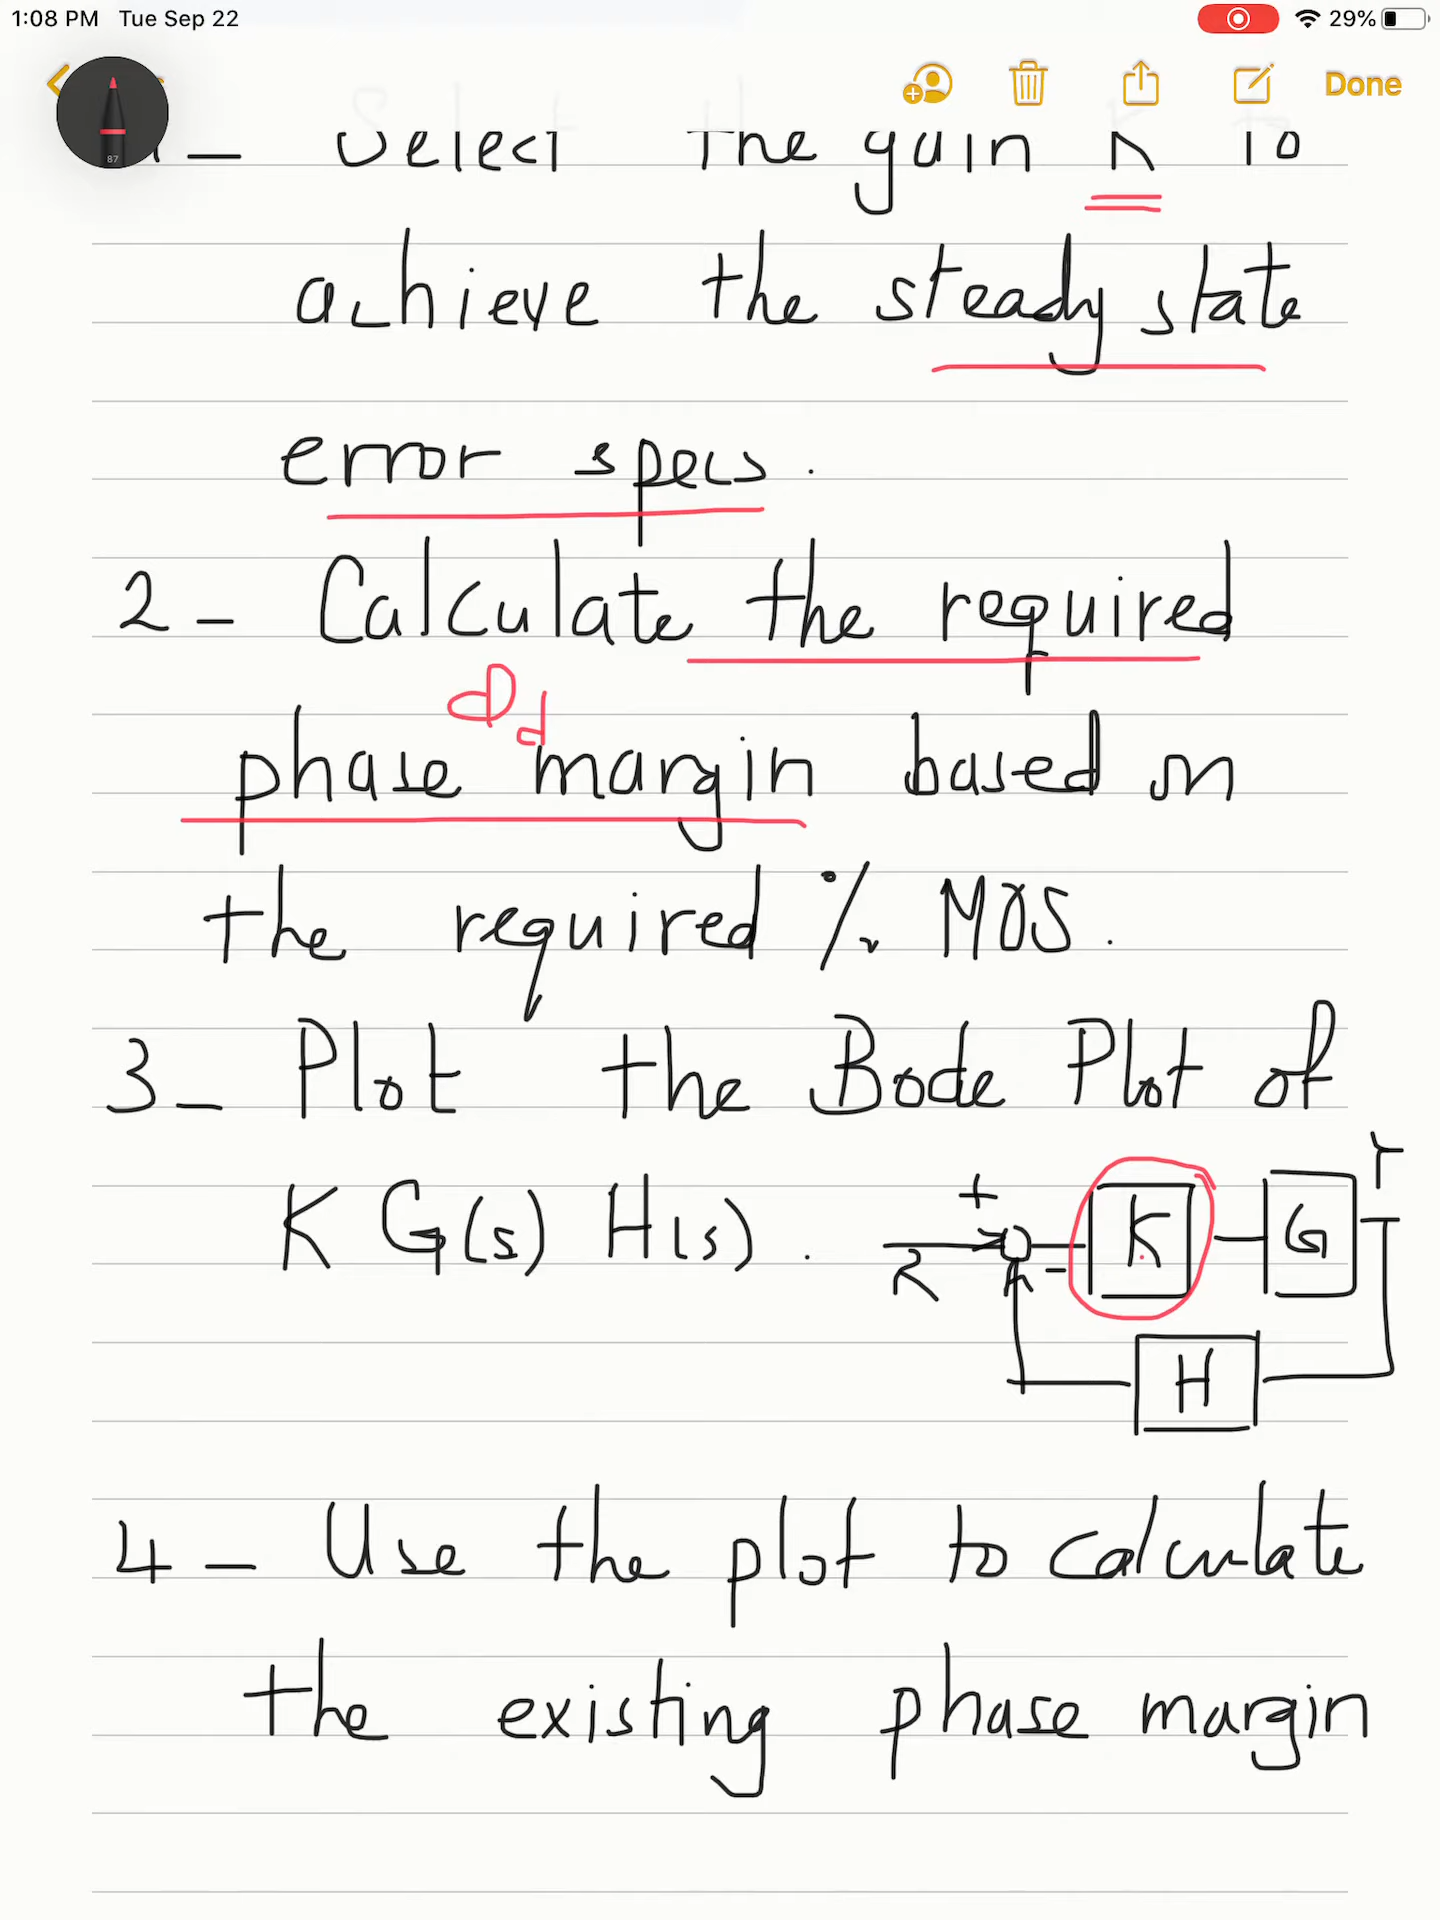 1:08 PM Tue Sep 22
29%
Done
87
1- Select the gain K to
achieve the steady state
error specs.
2- Calculate the required
Φd
phase margin based on
the required % MOS.
3- Plot the Bode Plot of
K G(s) H(s).
+
R
-
K
G
Y
H
4- Use the plot to calculate
the existing phase margin